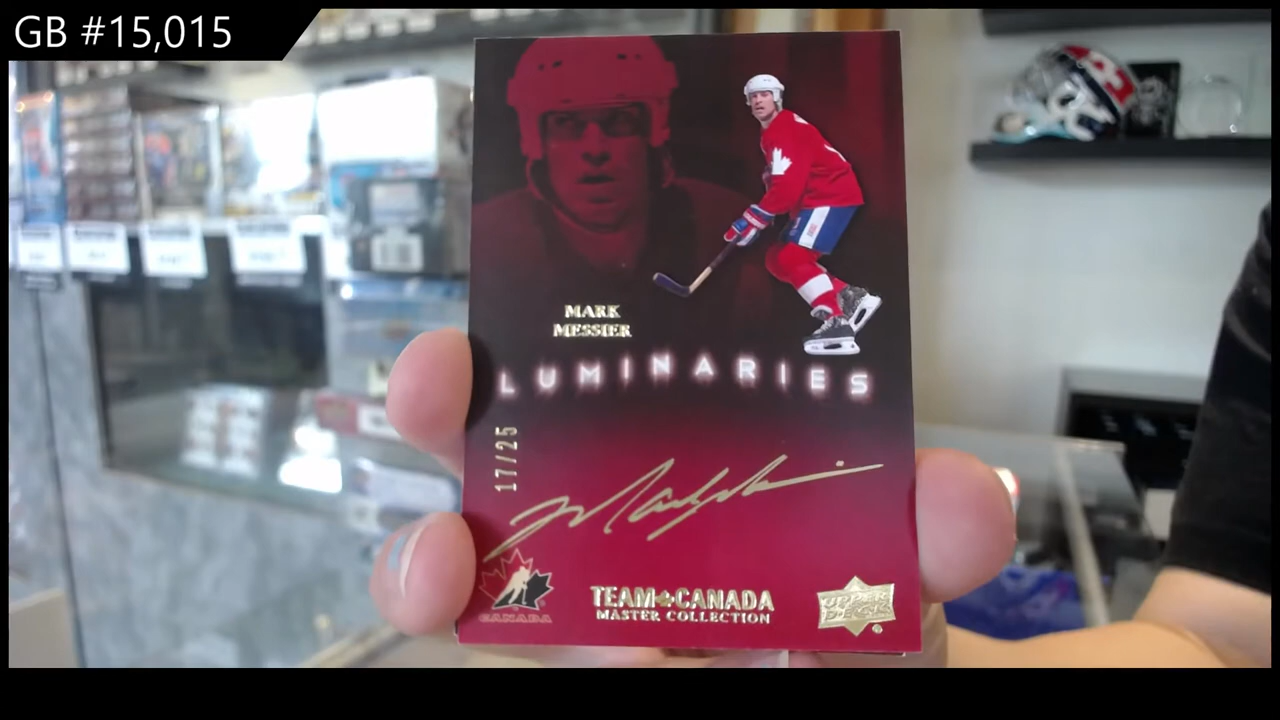 GB #15,015
MARK
MESSIER
LUMINARIES
17/25
CANADA
TEAM CANADA
MASTER COLLECTION
UPPER
DECK